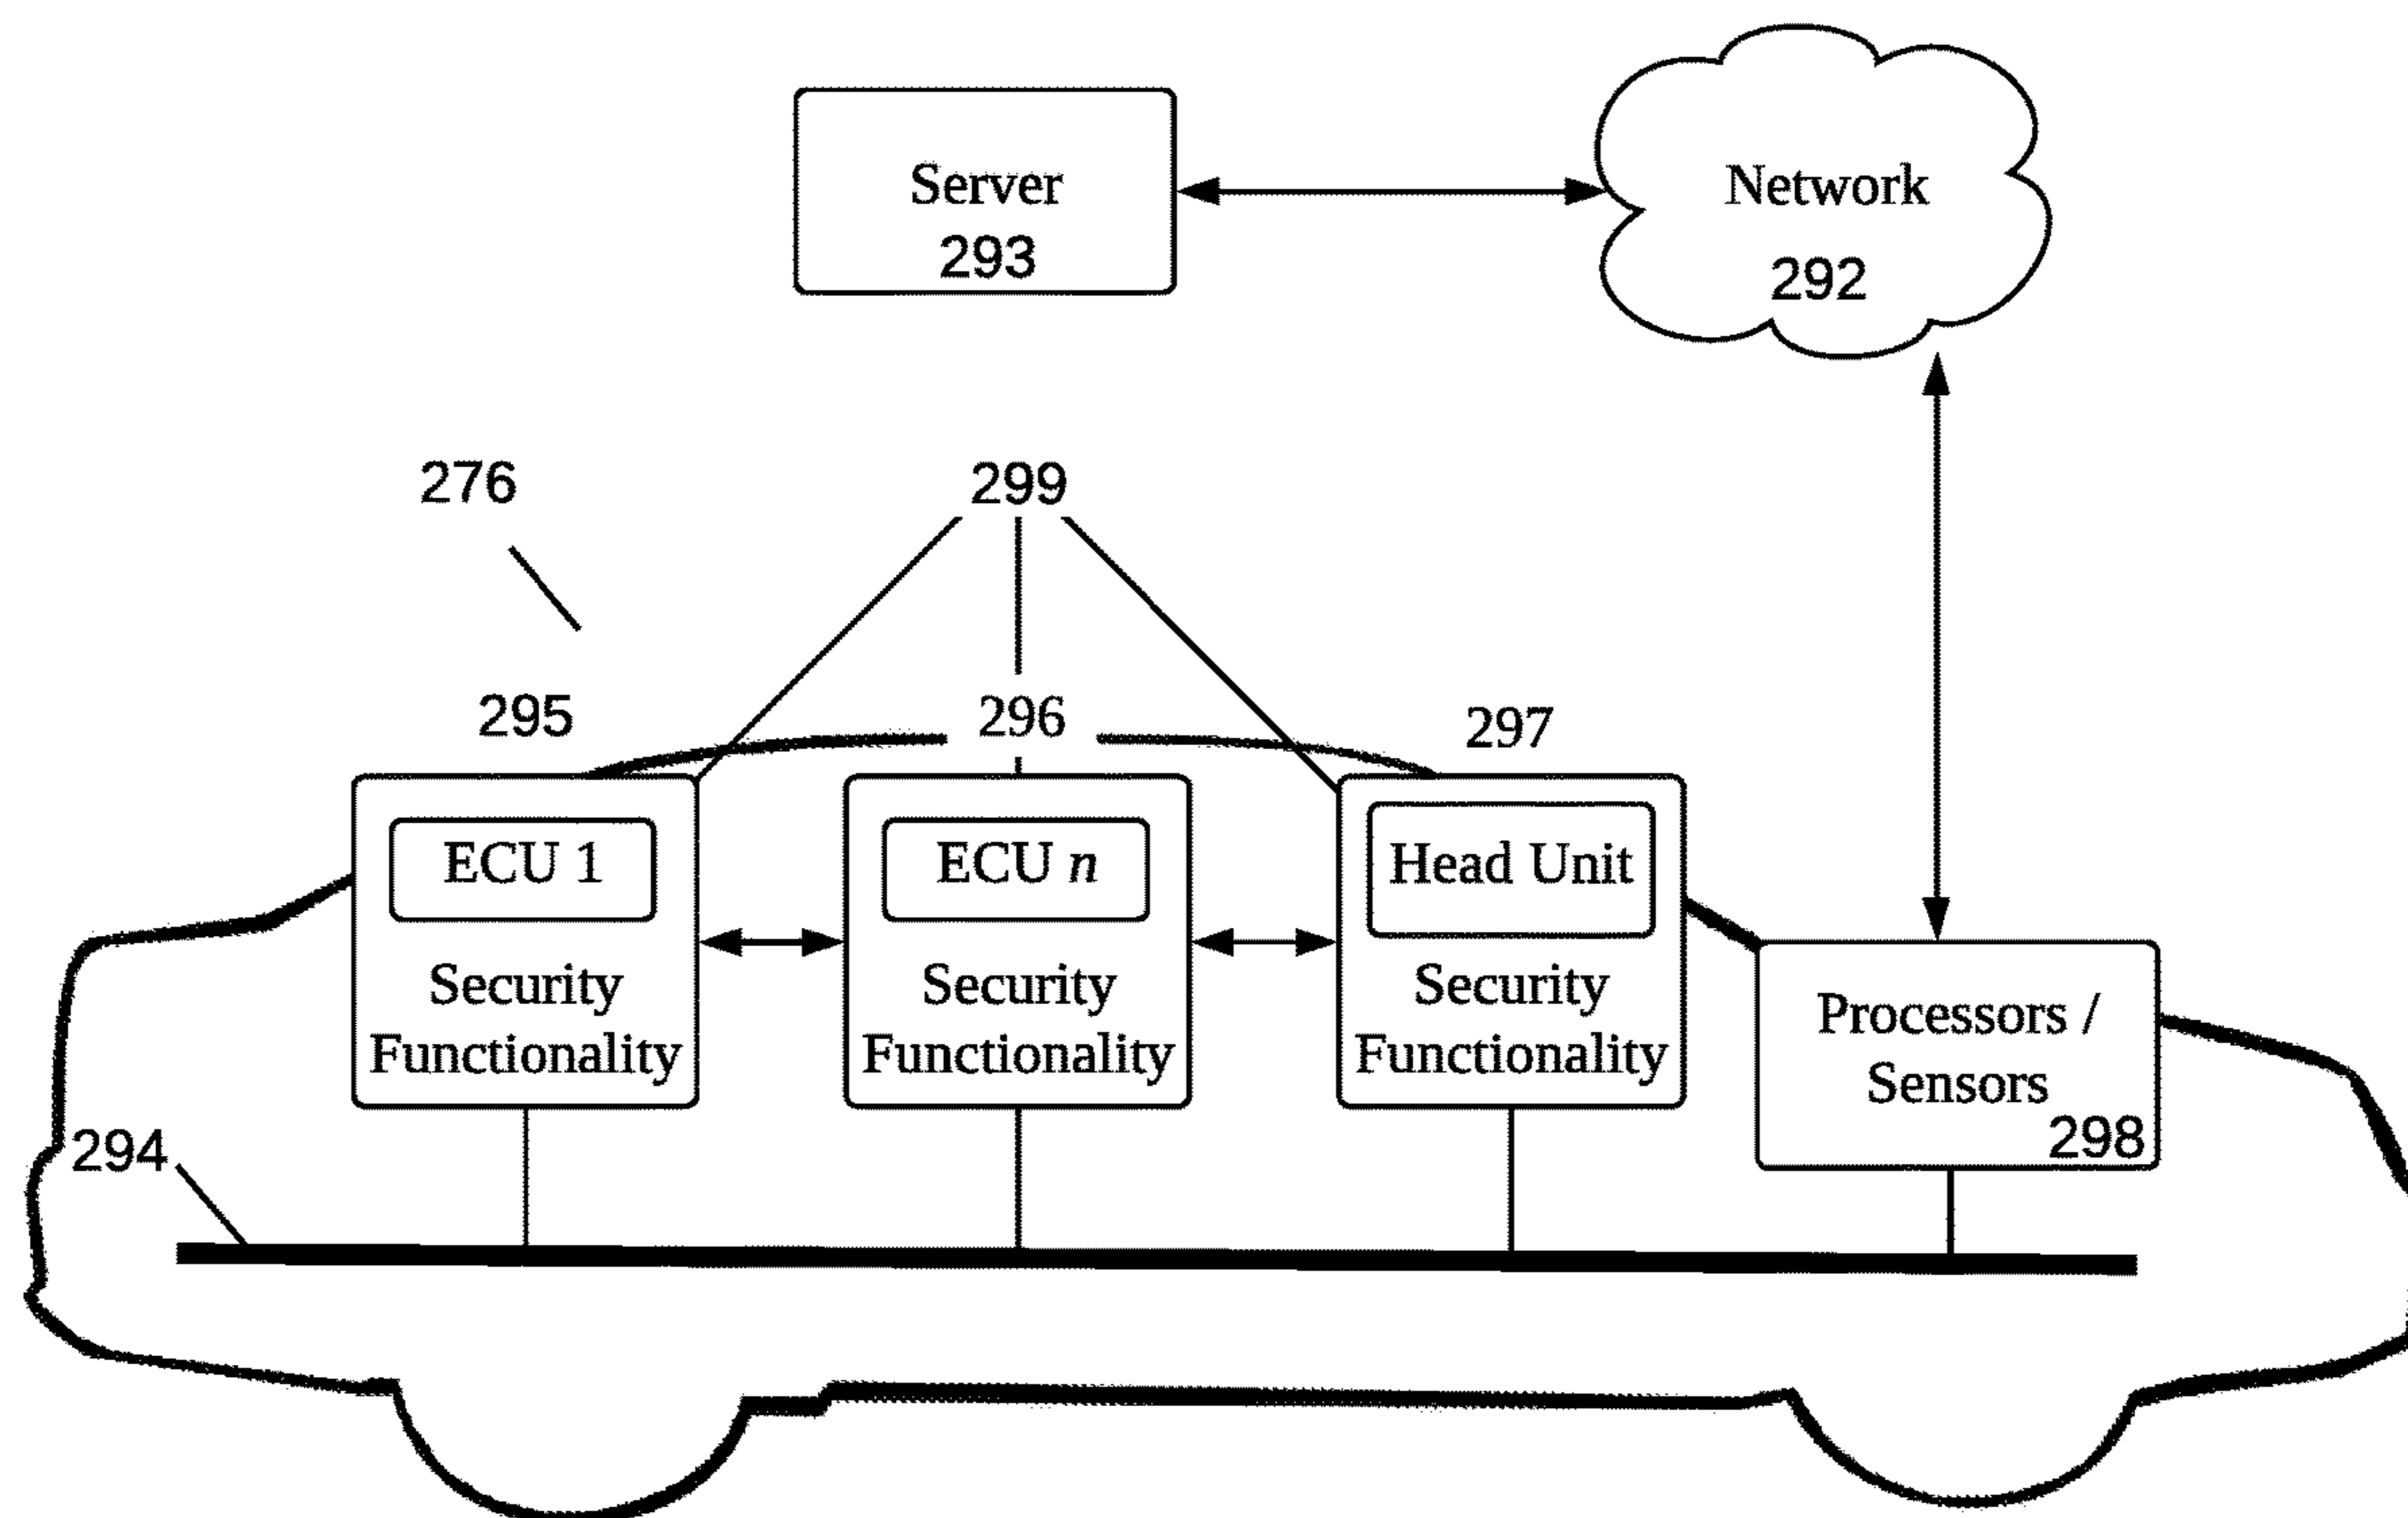 Server
293
Network
292
276
299
295
296
297
ECU 1
Security
Functionality
ECU n
Security
Functionality
Head Unit
Security
Functionality
Processors /
Sensors
298
294